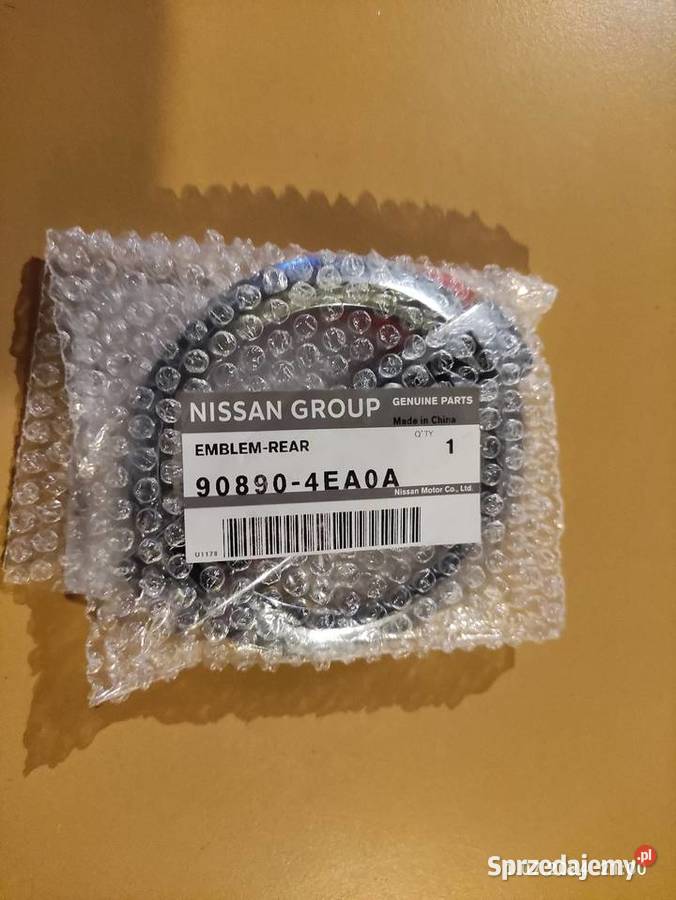 NISSAN GROUP GENUINE PARTS
Made in China
EMBLEM-REAR Q'TY 1
90890-4EA0A
Nissan Motor Co., Ltd.
U1178
Sprzedajemy.pl